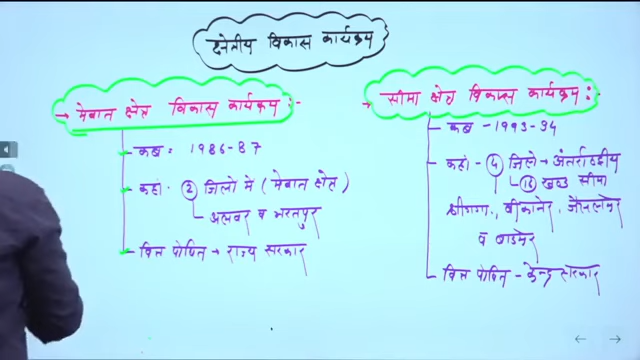 क्षेत्रीय विकास कार्यक्रम
→ मेवात क्षेत्र विकास कार्यक्रम :-
कब = 1986-87
कहां - ② जिलों में (मेवात क्षेत्र)
अलवर व भरतपुर
वित्त पोषित → राज्य सरकार
→ सीमा क्षेत्र विकास कार्यक्रम :-
कब - 1993-94
कहां - ④ जिले → अंतर्राष्ट्रीय
⑯ खण्ड सीमा
श्रीगंगा., बीकानेर, जैसलमेर
व बाडमेर
वित्त पोषित - केन्द्र सरकार